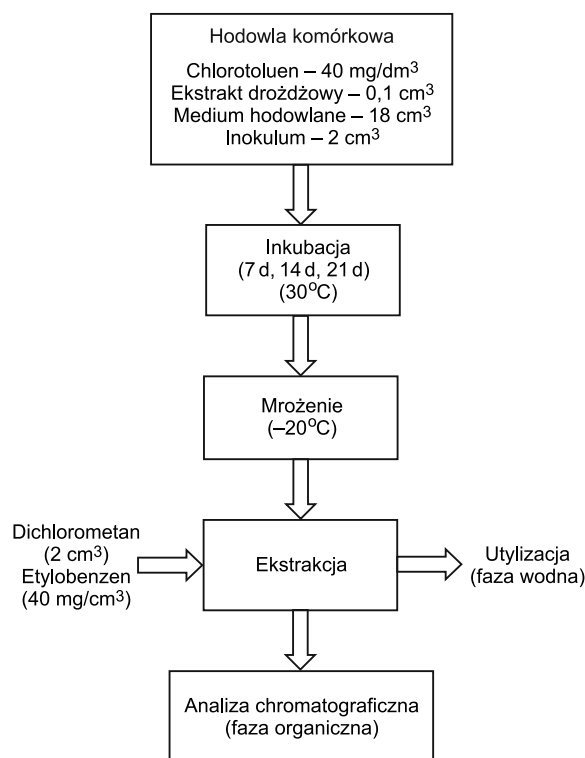 Hodowla komórkowa
Chlorotoluen – 40 mg/dm³
Ekstrakt drożdżowy – 0,1 cm³
Medium hodowlane – 18 cm³
Inokulum – 2 cm³
Inkubacja
(7 d, 14 d, 21 d)
(30°C)
Mrożenie
(–20°C)
Dichlorometan
(2 cm³)
Etylobenzen
(40 mg/cm³)
Ekstrakcja
Utylizacja
(faza wodna)
Analiza chromatograficzna
(faza organiczna)